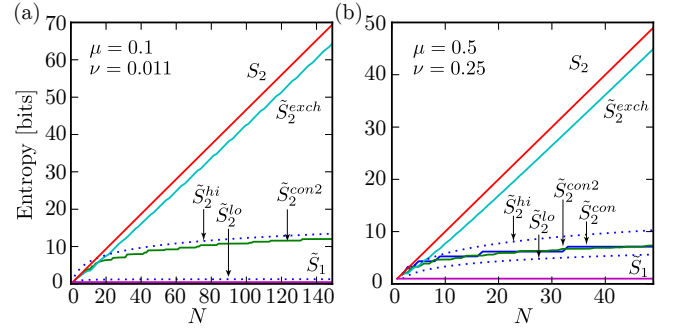 (a)
70
60
50
40
30
20
10
0
Entropy [bits]
μ = 0.1
ν = 0.011
S₂
S̃₂ᵉˣᶜʰ
S̃₂ʰⁱ
S̃₂ˡᵒ
S̃₂ᶜᵒⁿ²
S̃₁
0 20 40 60 80 100 120 140
N
(b)
50
40
30
20
10
0
μ = 0.5
ν = 0.25
S₂
S̃₂ᵉˣᶜʰ
S̃₂ʰⁱ
S̃₂ˡᵒ
S̃₂ᶜᵒⁿ²
S̃₂ᶜᵒⁿ
S̃₁
0 10 20 30 40
N